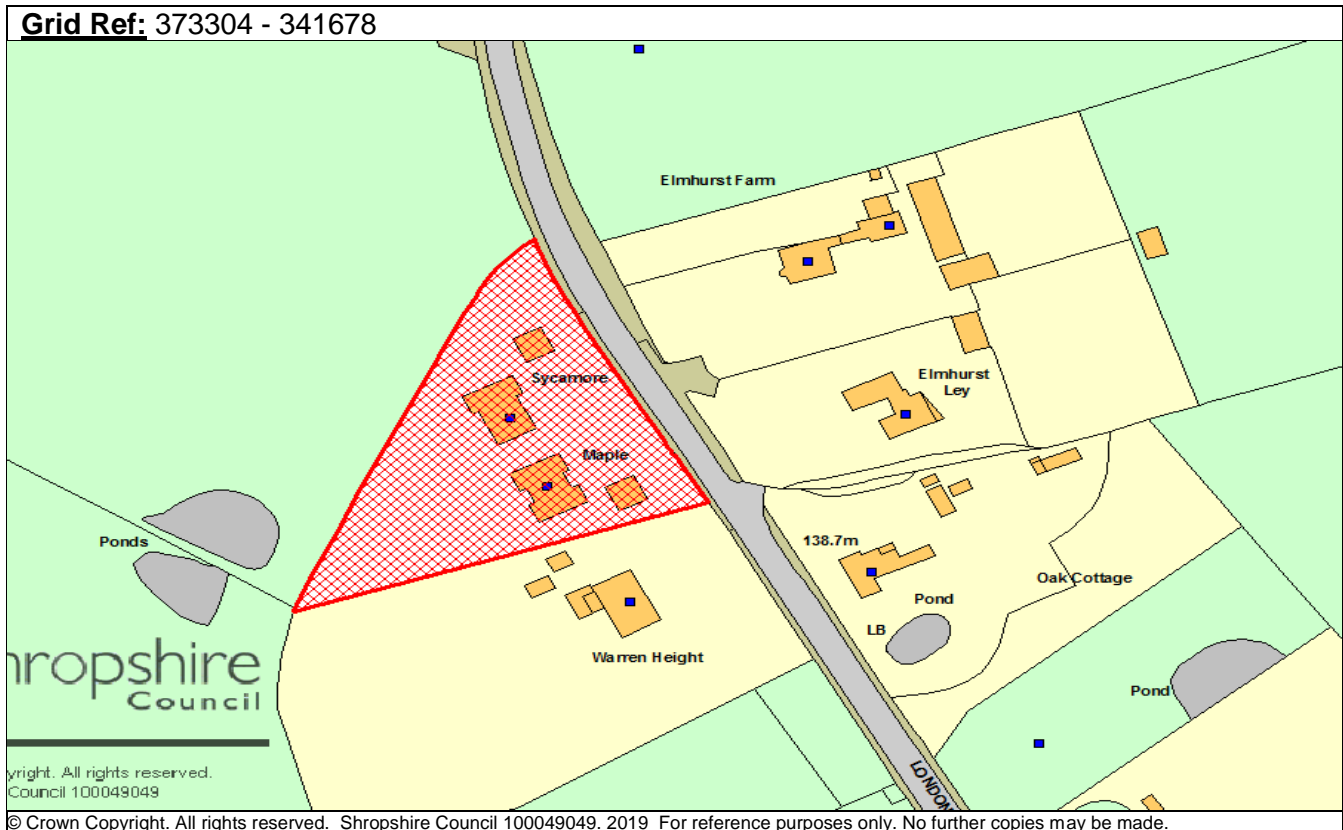 Grid Ref: 373304 - 341678
Elmhurst Farm
Sycamore
Elmhurst
Ley
Maple
Ponds
138.7m
Oak Cottage
Pond
LB
Warren Height
Pond
hropshire
Council
LONDON
yright. All rights reserved.
Council 100049049
© Crown Copyright. All rights reserved. Shropshire Council 100049049. 2019 For reference purposes only. No further copies may be made.